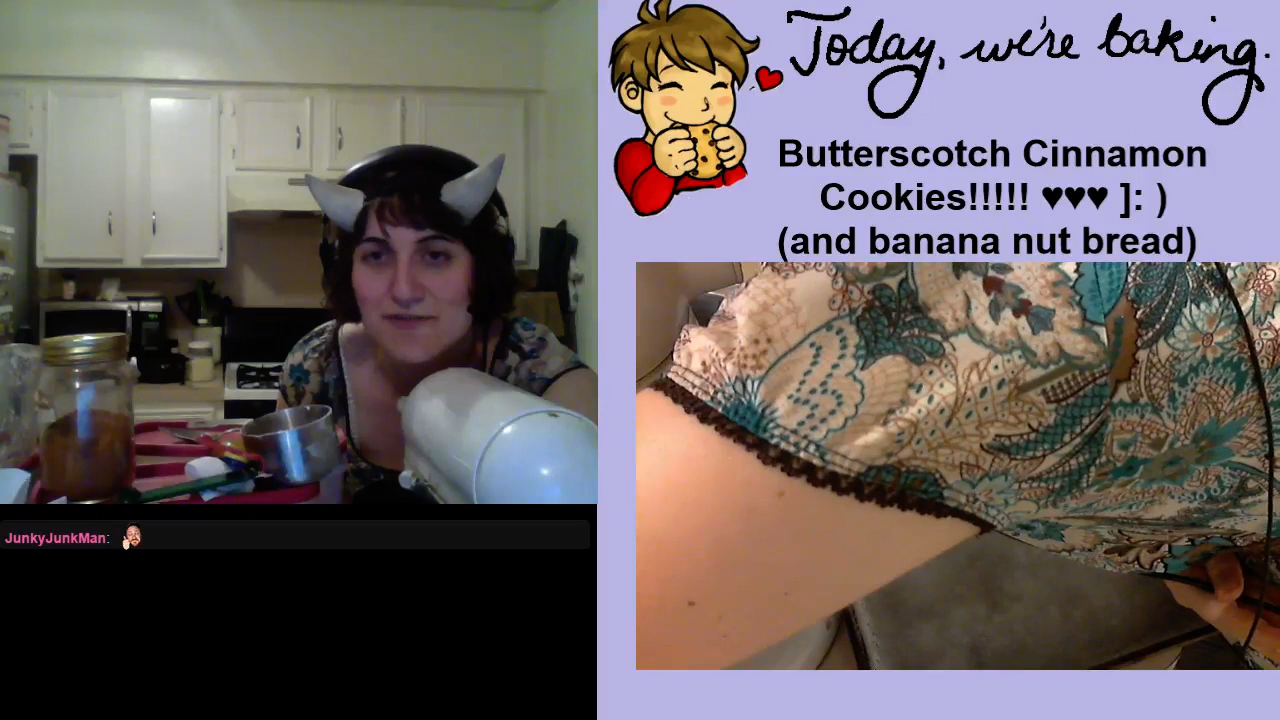 Today, we're baking.
Butterscotch Cinnamon
Cookies!!!!! ♥♥♥ ]: )
(and banana nut bread)
JunkyJunkMan: